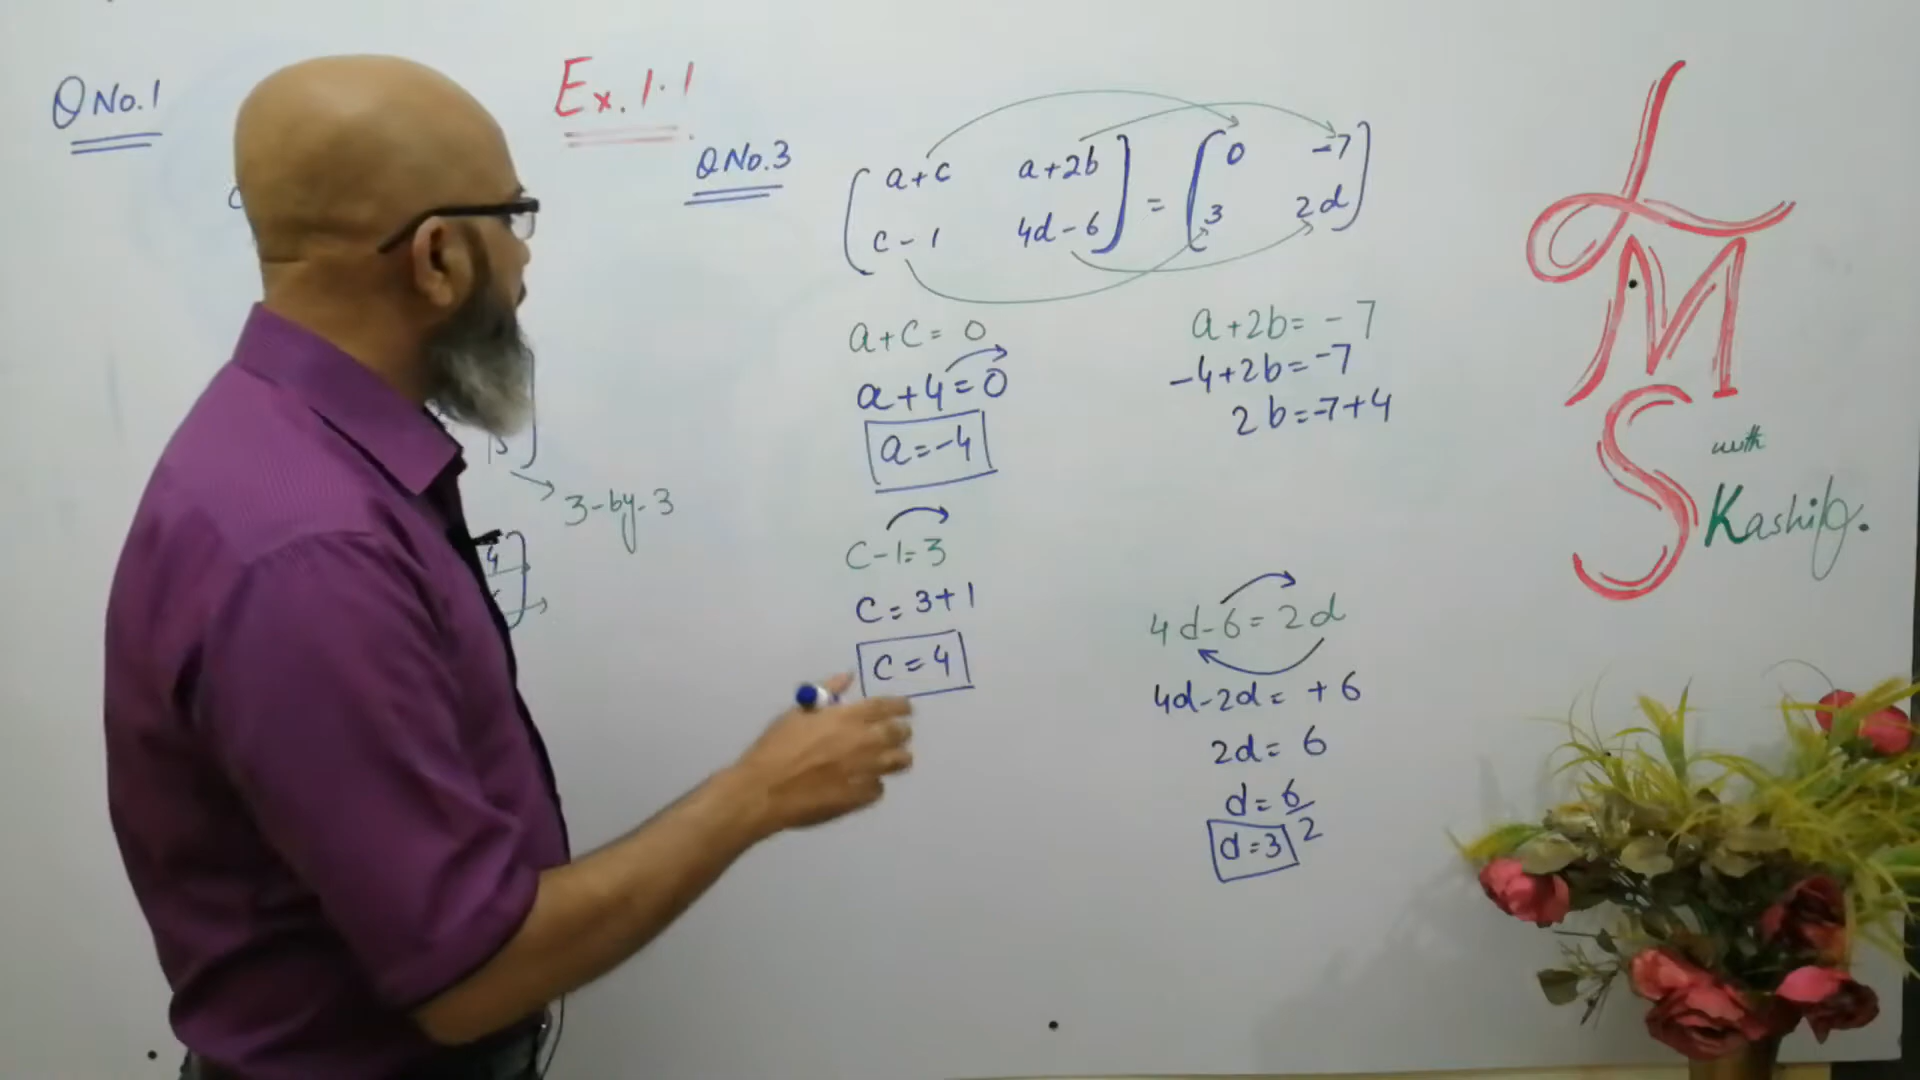 Q No.1
Ex. 1.1
Q No.3
[a+c a+2b] = [0 -7]
[c-1 4d-6] [3 2d]
a+c= 0
a+4=0
a=-4
c-1=3
c=3+1
c=4
a+2b= -7
-4+2b=-7
2b=-7+4
4d-6=2d
4d-2d= +6
2d= 6
d=6/2
d=3
3-by-3
4
LMS
with
Kashif.